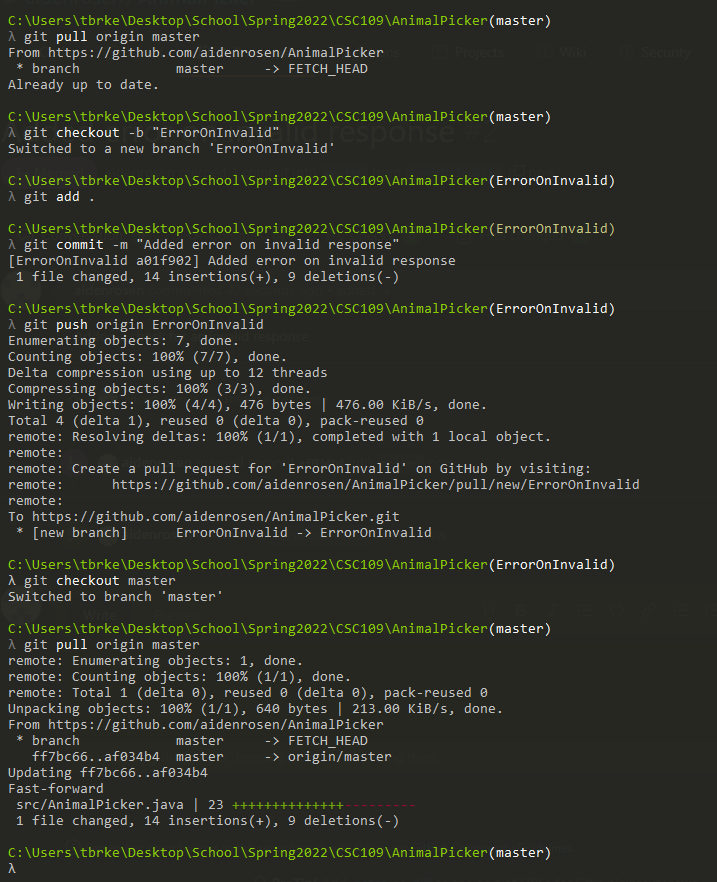 C:\Users\tbrke\Desktop\School\Spring2022\CSC109\AnimalPicker(master)
λ git pull origin master
From https://github.com/aidenrosen/AnimalPicker
 * branch            master     -> FETCH_HEAD
Already up to date.

C:\Users\tbrke\Desktop\School\Spring2022\CSC109\AnimalPicker(master)
λ git checkout -b "ErrorOnInvalid"
Switched to a new branch 'ErrorOnInvalid'

C:\Users\tbrke\Desktop\School\Spring2022\CSC109\AnimalPicker(ErrorOnInvalid)
λ git add .

C:\Users\tbrke\Desktop\School\Spring2022\CSC109\AnimalPicker(ErrorOnInvalid)
λ git commit -m "Added error on invalid response"
[ErrorOnInvalid a01f902] Added error on invalid response
 1 file changed, 14 insertions(+), 9 deletions(-)

C:\Users\tbrke\Desktop\School\Spring2022\CSC109\AnimalPicker(ErrorOnInvalid)
λ git push origin ErrorOnInvalid
Enumerating objects: 7, done.
Counting objects: 100% (7/7), done.
Delta compression using up to 12 threads
Compressing objects: 100% (3/3), done.
Writing objects: 100% (4/4), 476 bytes | 476.00 KiB/s, done.
Total 4 (delta 1), reused 0 (delta 0), pack-reused 0
remote: Resolving deltas: 100% (1/1), completed with 1 local object.
remote:
remote: Create a pull request for 'ErrorOnInvalid' on GitHub by visiting:
remote:      https://github.com/aidenrosen/AnimalPicker/pull/new/ErrorOnInvalid
remote:
To https://github.com/aidenrosen/AnimalPicker.git
 * [new branch]      ErrorOnInvalid -> ErrorOnInvalid

C:\Users\tbrke\Desktop\School\Spring2022\CSC109\AnimalPicker(ErrorOnInvalid)
λ git checkout master
Switched to branch 'master'

C:\Users\tbrke\Desktop\School\Spring2022\CSC109\AnimalPicker(master)
λ git pull origin master
remote: Enumerating objects: 1, done.
remote: Counting objects: 100% (1/1), done.
remote: Total 1 (delta 0), reused 0 (delta 0), pack-reused 0
Unpacking objects: 100% (1/1), 640 bytes | 213.00 KiB/s, done.
From https://github.com/aidenrosen/AnimalPicker
 * branch            master     -> FETCH_HEAD
   ff7bc66..af034b4  master     -> origin/master
Updating ff7bc66..af034b4
Fast-forward
 src/AnimalPicker.java | 23 ++++++++++++++---------
 1 file changed, 14 insertions(+), 9 deletions(-)

C:\Users\tbrke\Desktop\School\Spring2022\CSC109\AnimalPicker(master)
λ